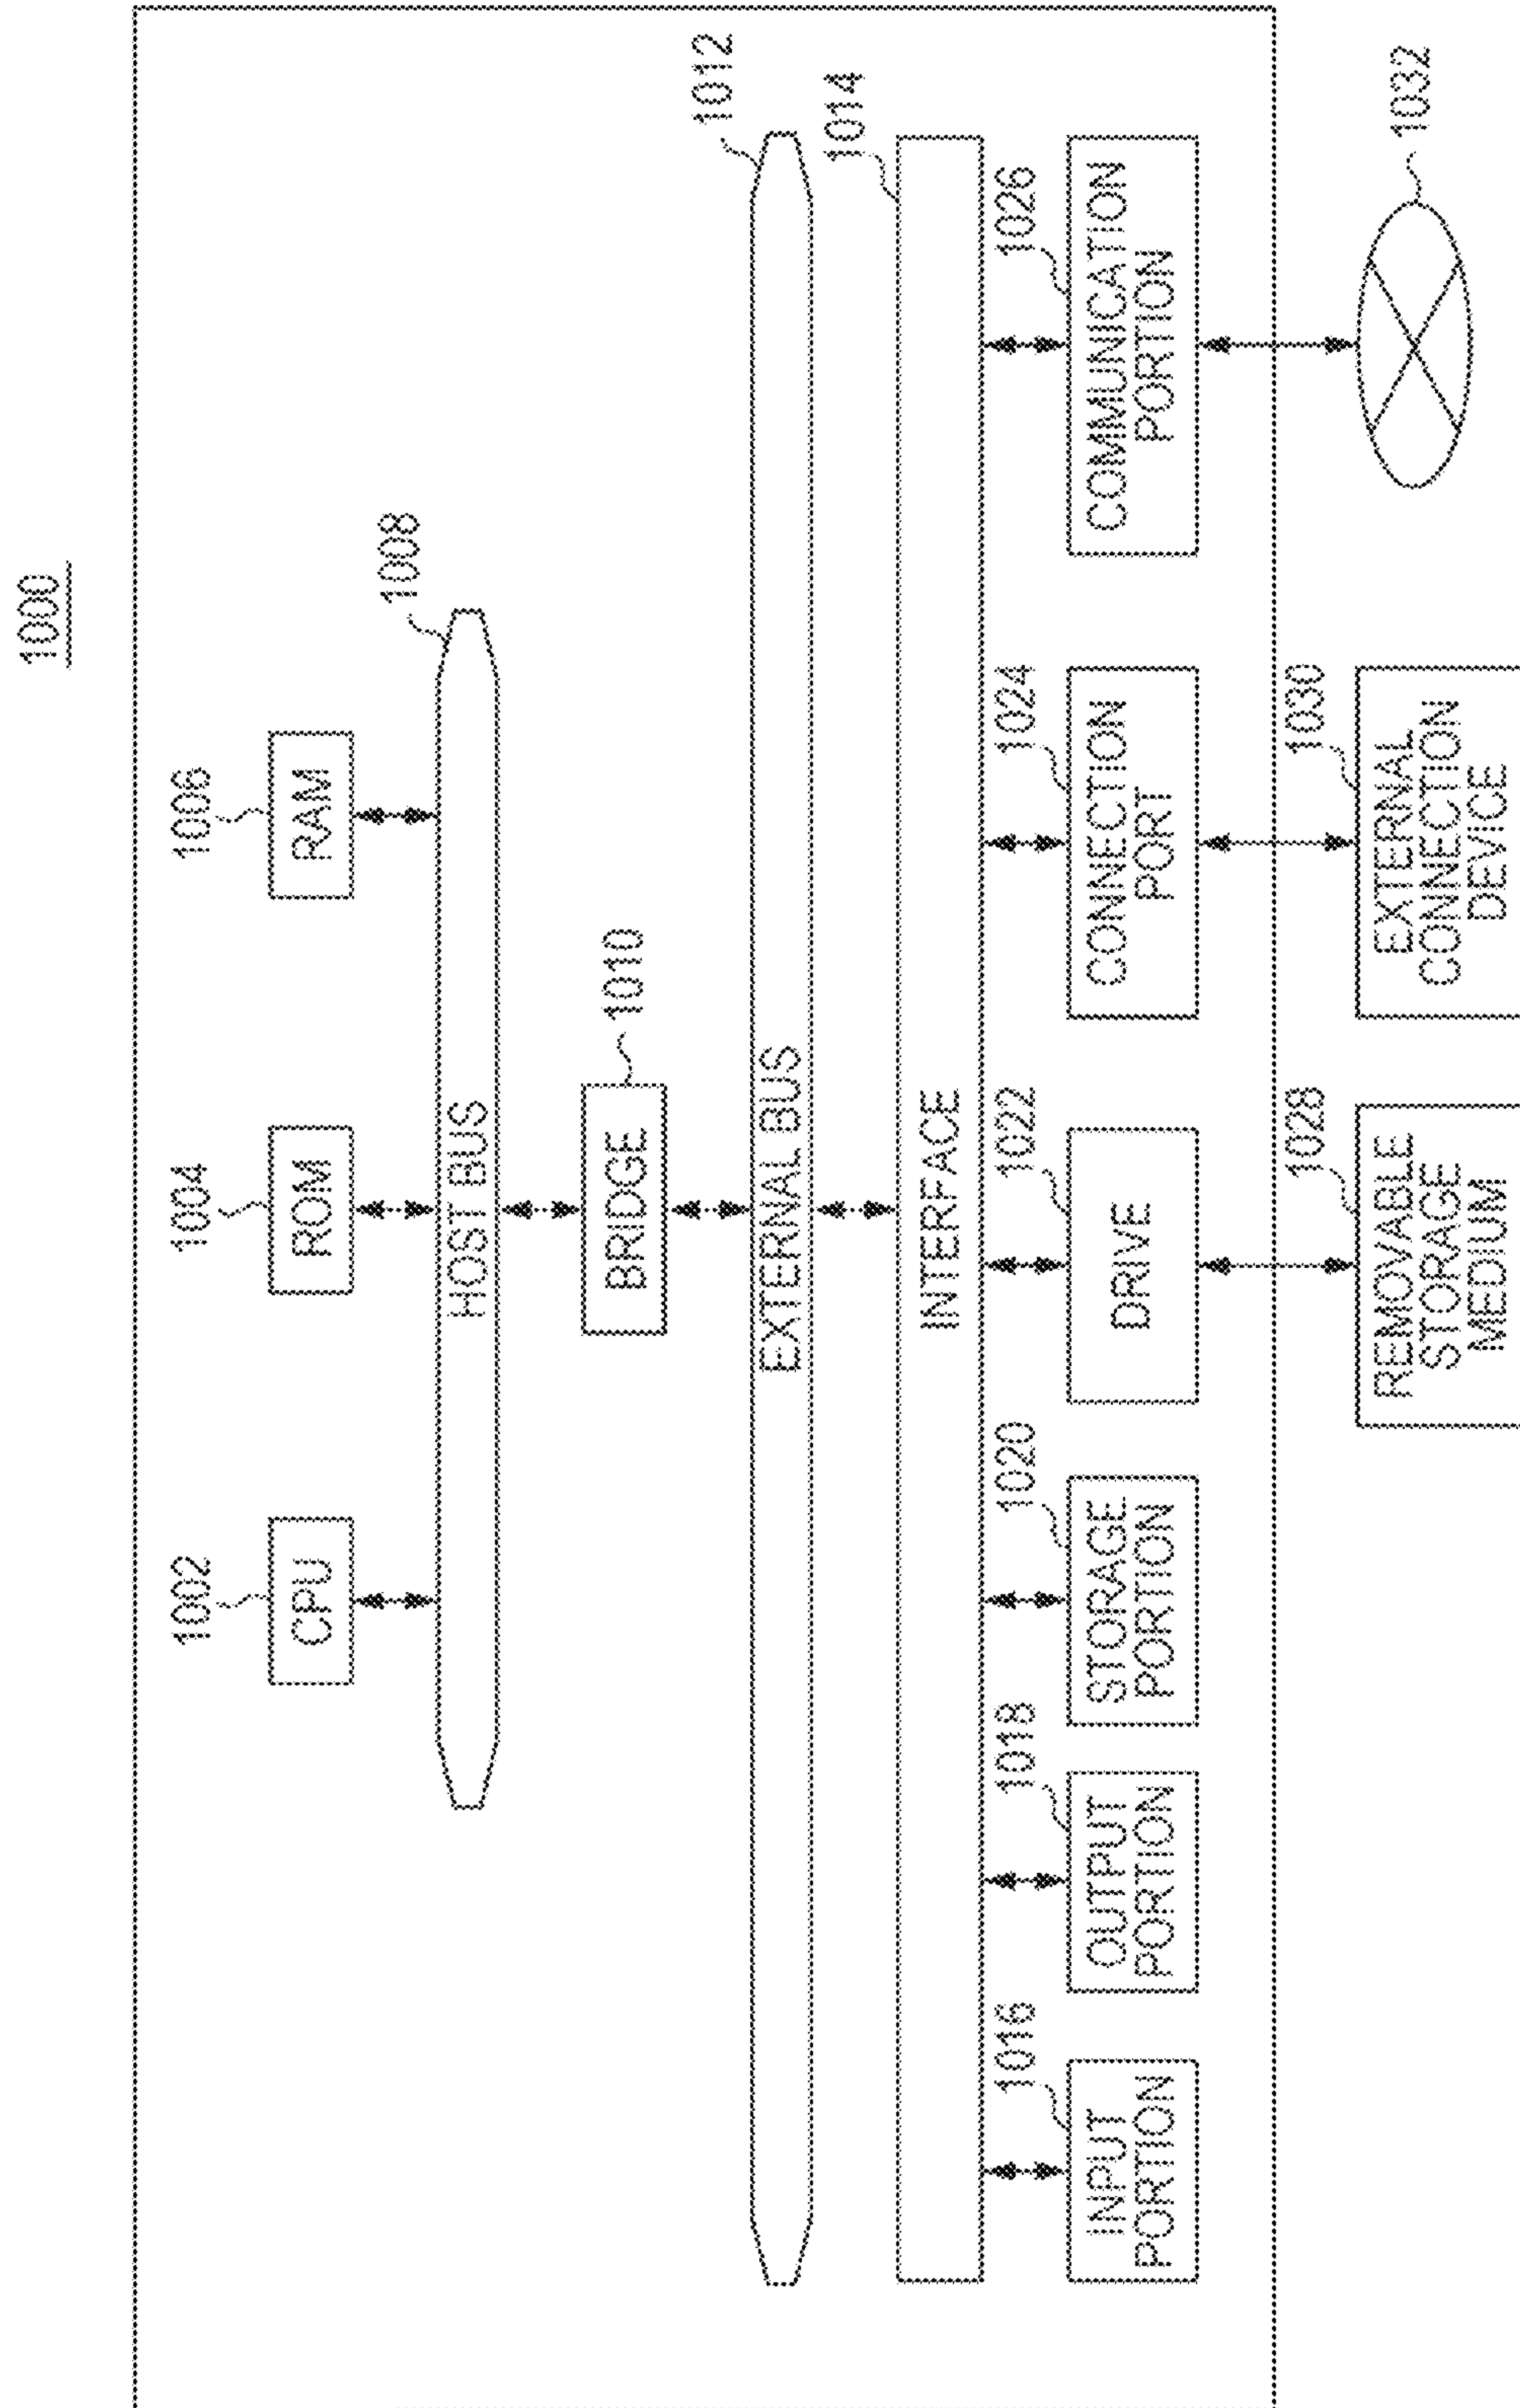 1000
1002
1004
1006
CPU
ROM
RAM
1008
HOST BUS
1010
BRIDGE
1012
EXTERNAL BUS
1014
INTERFACE
1016
1018
1020
1022
1024
1026
INPUT
PORTION
OUTPUT
PORTION
STORAGE
PORTION
DRIVE
CONNECTION
PORT
COMMUNICATION
PORTION
1028
1030
1032
REMOVABLE
STORAGE
MEDIUM
EXTERNAL
CONNECTION
DEVICE